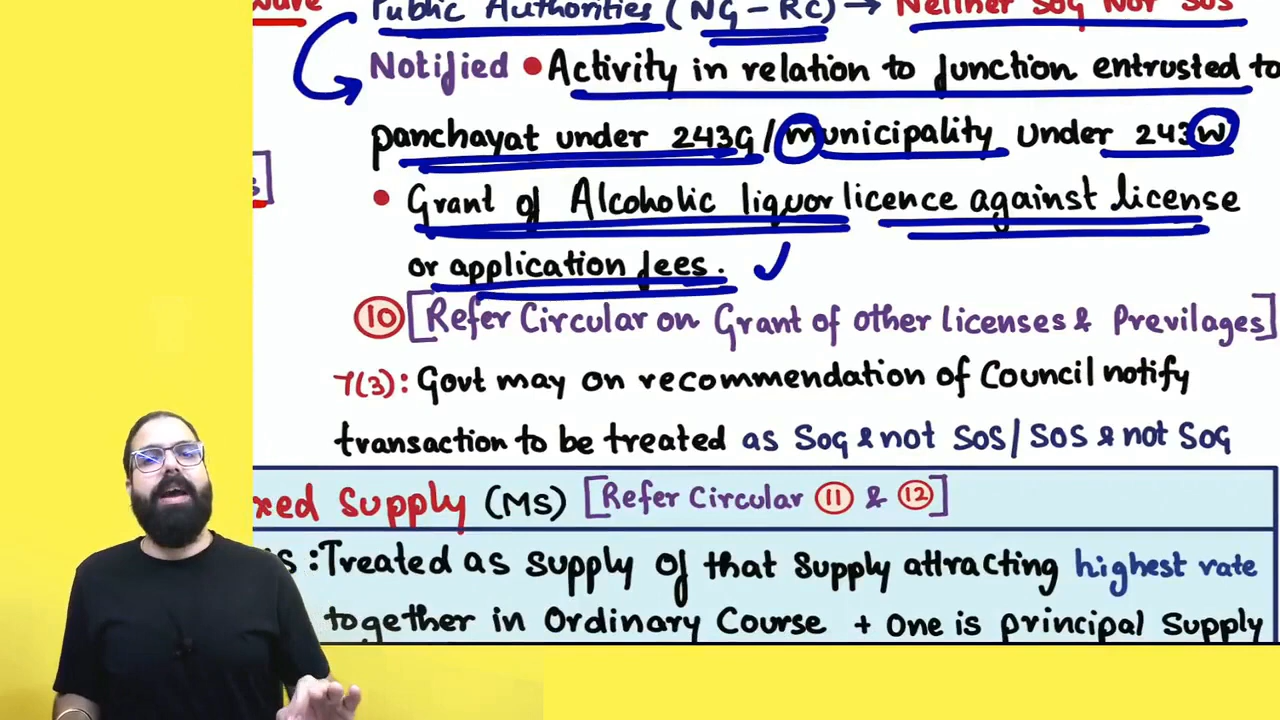 Public Authorities (NG – RC) → Neither SOG Nor SOS
Notified • Activity in relation to function entrusted to
panchayat under 243G / municipality under 243W
• Grant of Alcoholic liquor licence against license
or application fees.
⑩ [Refer Circular on Grant of other licenses & Previlages]
7(3): Govt may on recommendation of Council notify
transaction to be treated as SOG & not SOS / SOS & not SOG
xed Supply (MS) [Refer Circular ⑪ & ⑫]
s : Treated as supply of that supply attracting highest rate
together in Ordinary Course + One is principal Supply